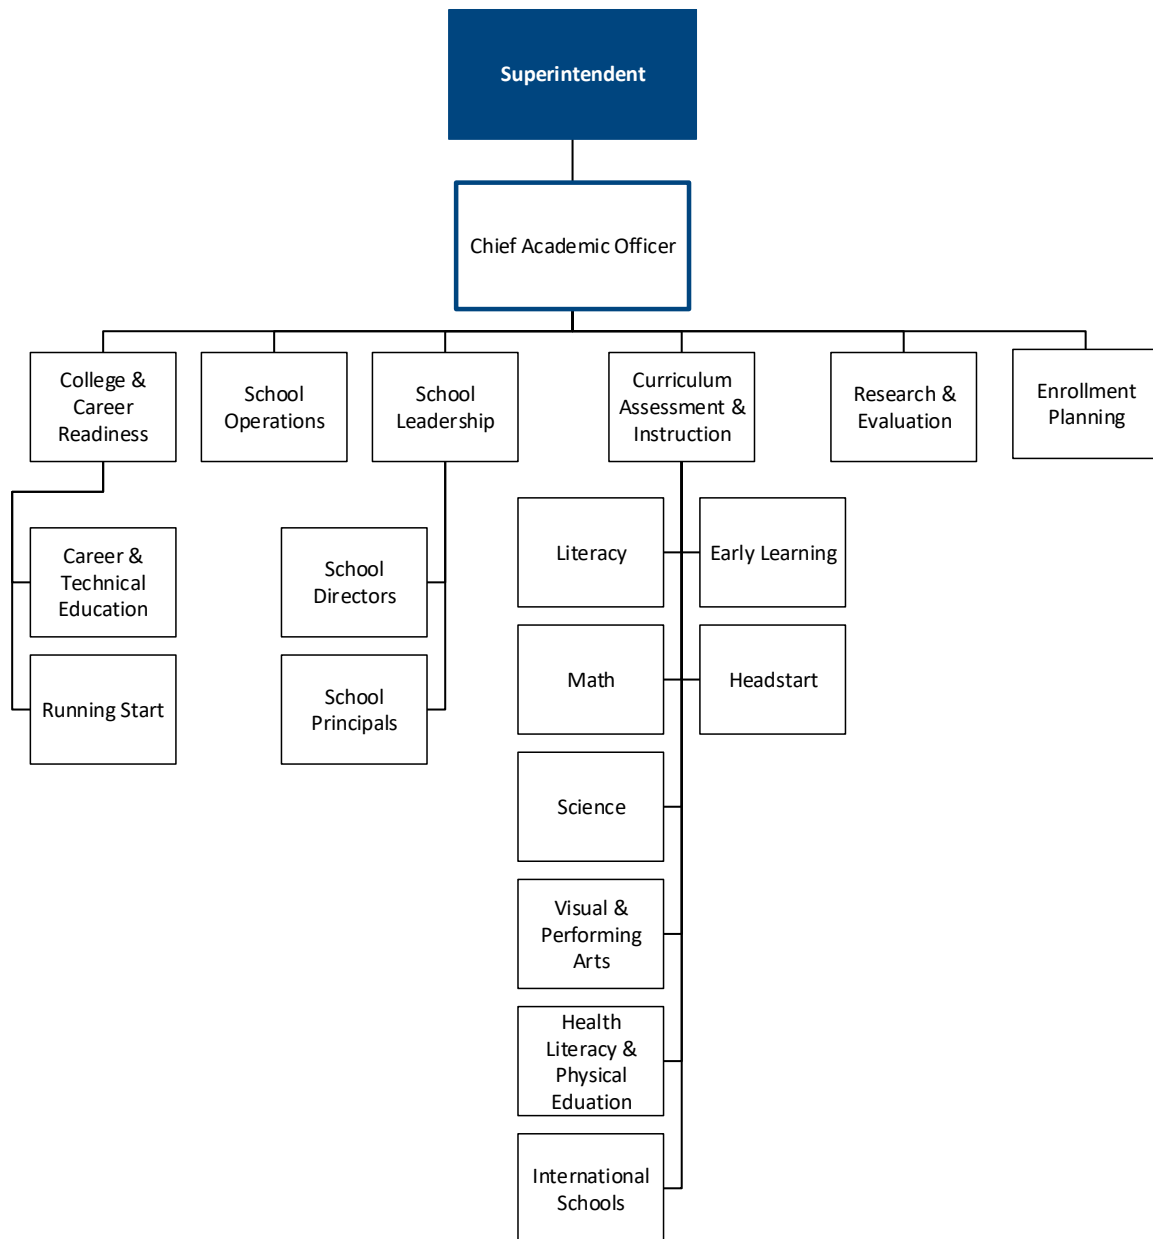 Superintendent
Chief Academic Officer
College &
Career
Readiness
School
Operations
School
Leadership
Curriculum
Assessment &
Instruction
Research &
Evaluation
Enrollment
Planning
Career &
Technical
Education
Running Start
School
Directors
School
Principals
Literacy
Early Learning
Math
Headstart
Science
Visual &
Performing
Arts
Health
Literacy &
Physical
Eduation
International
Schools